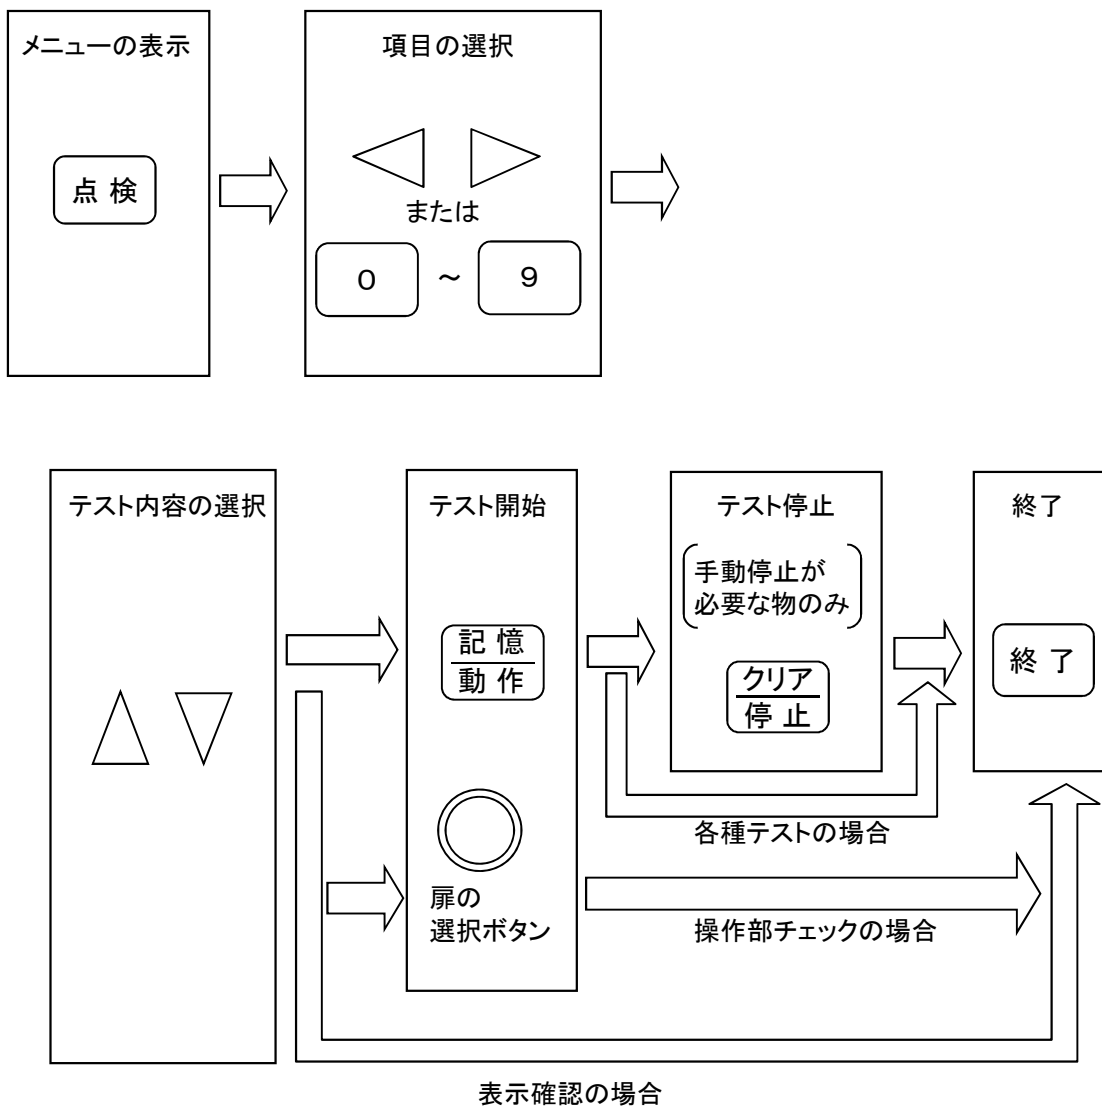 メニューの表示
点 検
項目の選択
または
0 ~ 9
テスト内容の選択
テスト開始
記 憶
動 作
扉の
選択ボタン
テスト停止
手動停止が
必要な物のみ
クリア
停 止
終了
終 了
各種テストの場合
操作部チェックの場合
表示確認の場合